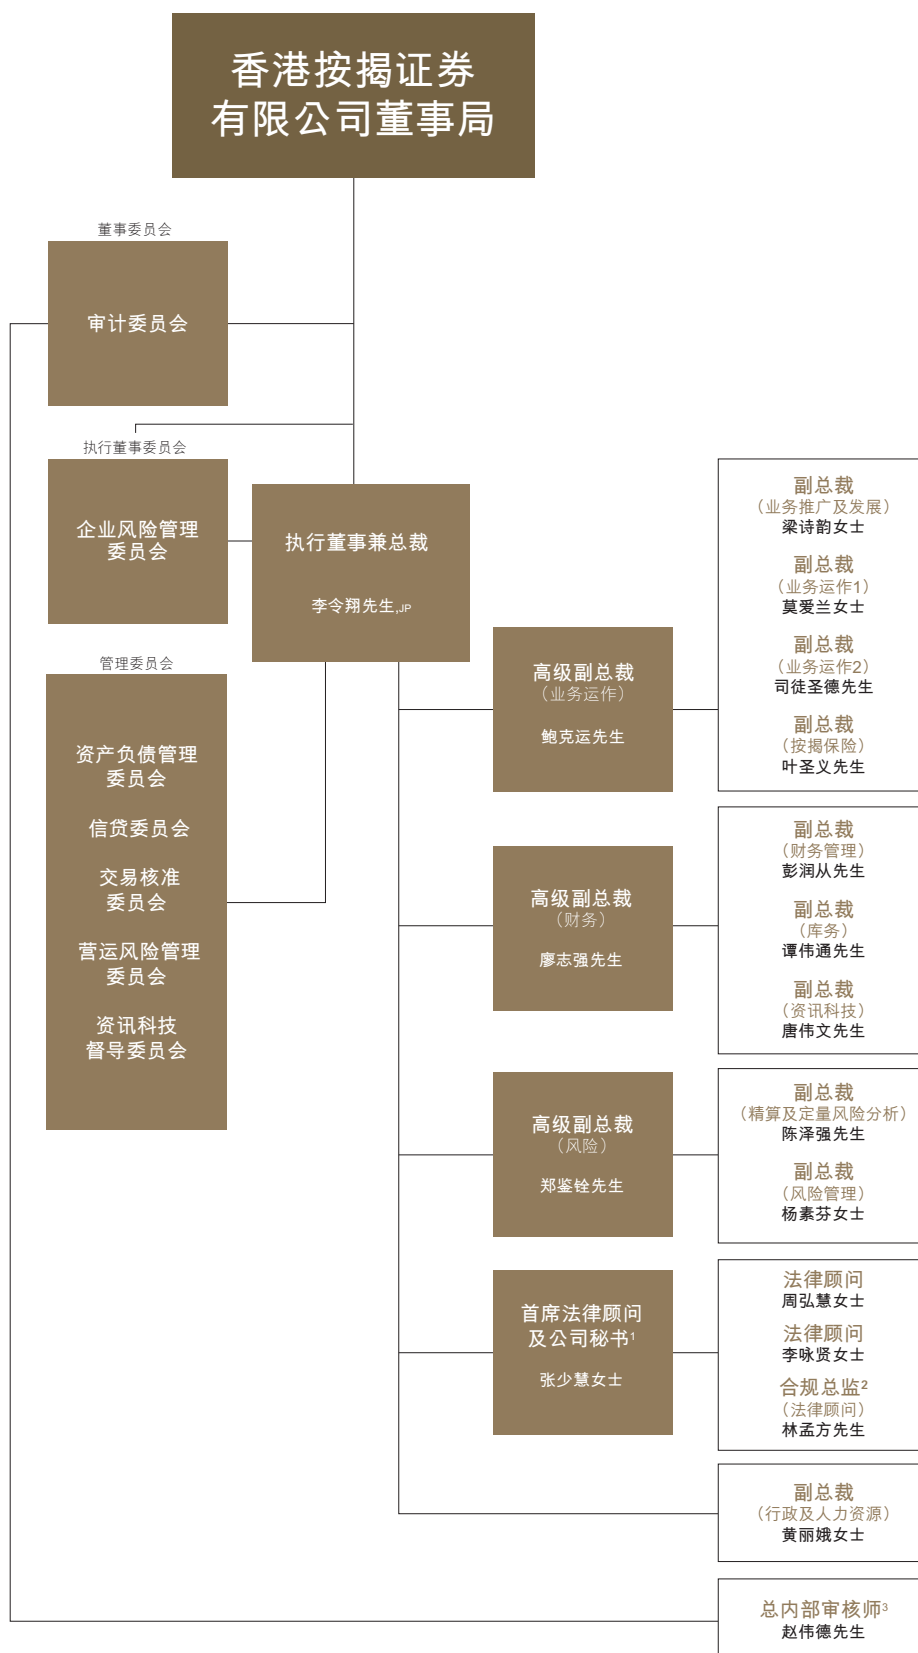 香港按揭证券
有限公司董事局
董事委员会
审计委员会
执行董事委员会
企业风险管理
委员会
执行董事兼总裁
李令翔先生,JP
管理委员会
资产负债管理
委员会
信贷委员会
交易核准
委员会
营运风险管理
委员会
资讯科技
督导委员会
高级副总裁
（业务运作）
鲍克运先生
副总裁
（业务推广及发展）
梁诗韵女士
副总裁
（业务运作1）
莫爱兰女士
副总裁
（业务运作2）
司徒圣德先生
副总裁
（按揭保险）
叶圣义先生
高级副总裁
（财务）
廖志强先生
副总裁
（财务管理）
彭润从先生
副总裁
（库务）
谭伟通先生
副总裁
（资讯科技）
唐伟文先生
高级副总裁
（风险）
郑鉴铨先生
副总裁
（精算及定量风险分析）
陈泽强先生
副总裁
（风险管理）
杨素芬女士
首席法律顾问
及公司秘书¹
张少慧女士
法律顾问
周弘慧女士
法律顾问
李咏贤女士
合规总监²
（法律顾问）
林孟方先生
副总裁
（行政及人力资源）
黄丽娥女士
总内部审核师³
赵伟德先生